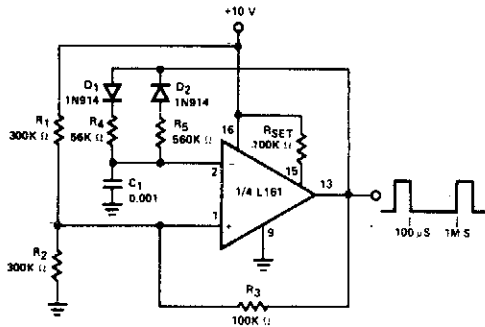 +10 V
D1
1N914
D2
1N914
R1
300K Ω
R4
56K Ω
R5
560K Ω
16
RSET
100K Ω
15
2
−
1/4 L161
13
C1
0.001
1
+
9
100 μS
1M S
R2
300K Ω
R3
100K Ω